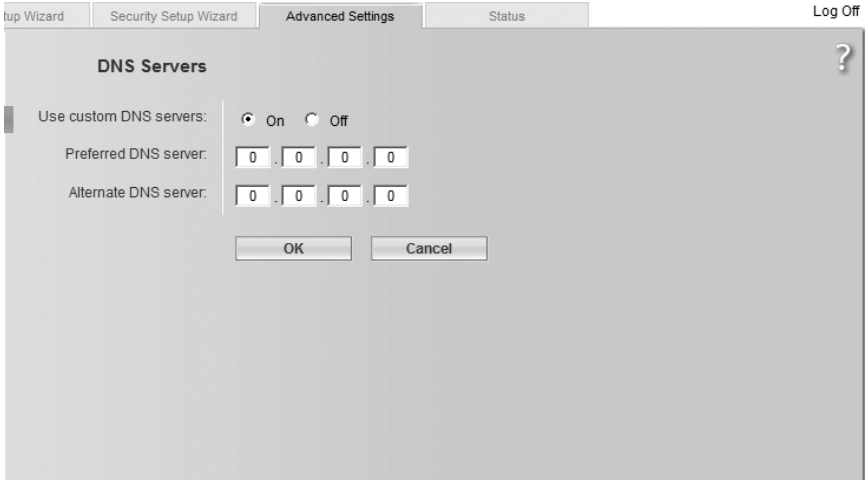 tup Wizard Security Setup Wizard Advanced Settings Status Log Off
?
DNS Servers
Use custom DNS servers: On Off
Preferred DNS server: 0 . 0 . 0 . 0
Alternate DNS server: 0 . 0 . 0 . 0
OK Cancel